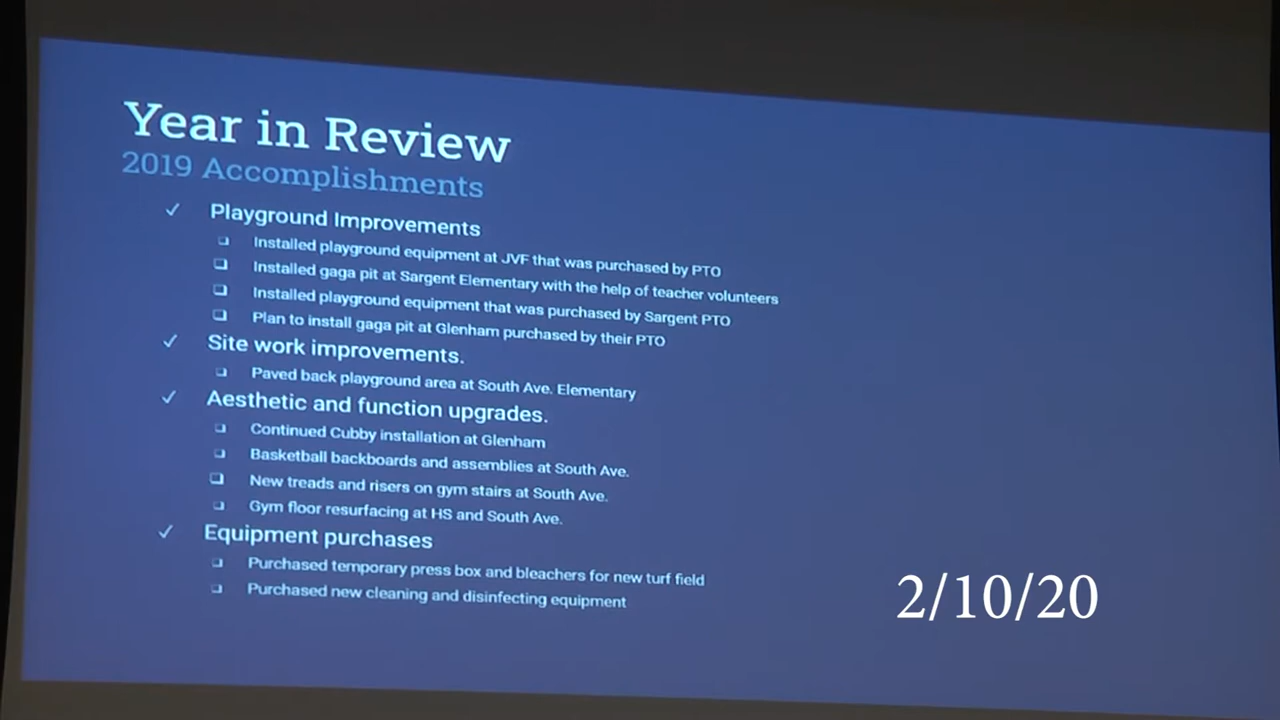 Year in Review
2019 Accomplishments
✓ Playground Improvements
❑ Installed playground equipment at JVF that was purchased by PTO
❑ Installed gaga pit at Sargent Elementary with the help of teacher volunteers
❑ Installed playground equipment that was purchased by Sargent PTO
❑ Plan to install gaga pit at Glenham purchased by their PTO
✓ Site work improvements.
❑ Paved back playground area at South Ave. Elementary
✓ Aesthetic and function upgrades.
❑ Continued Cubby installation at Glenham
❑ Basketball backboards and assemblies at South Ave.
❑ New treads and risers on gym stairs at South Ave.
❑ Gym floor resurfacing at HS and South Ave.
✓ Equipment purchases
❑ Purchased temporary press box and bleachers for new turf field
❑ Purchased new cleaning and disinfecting equipment
2/10/20